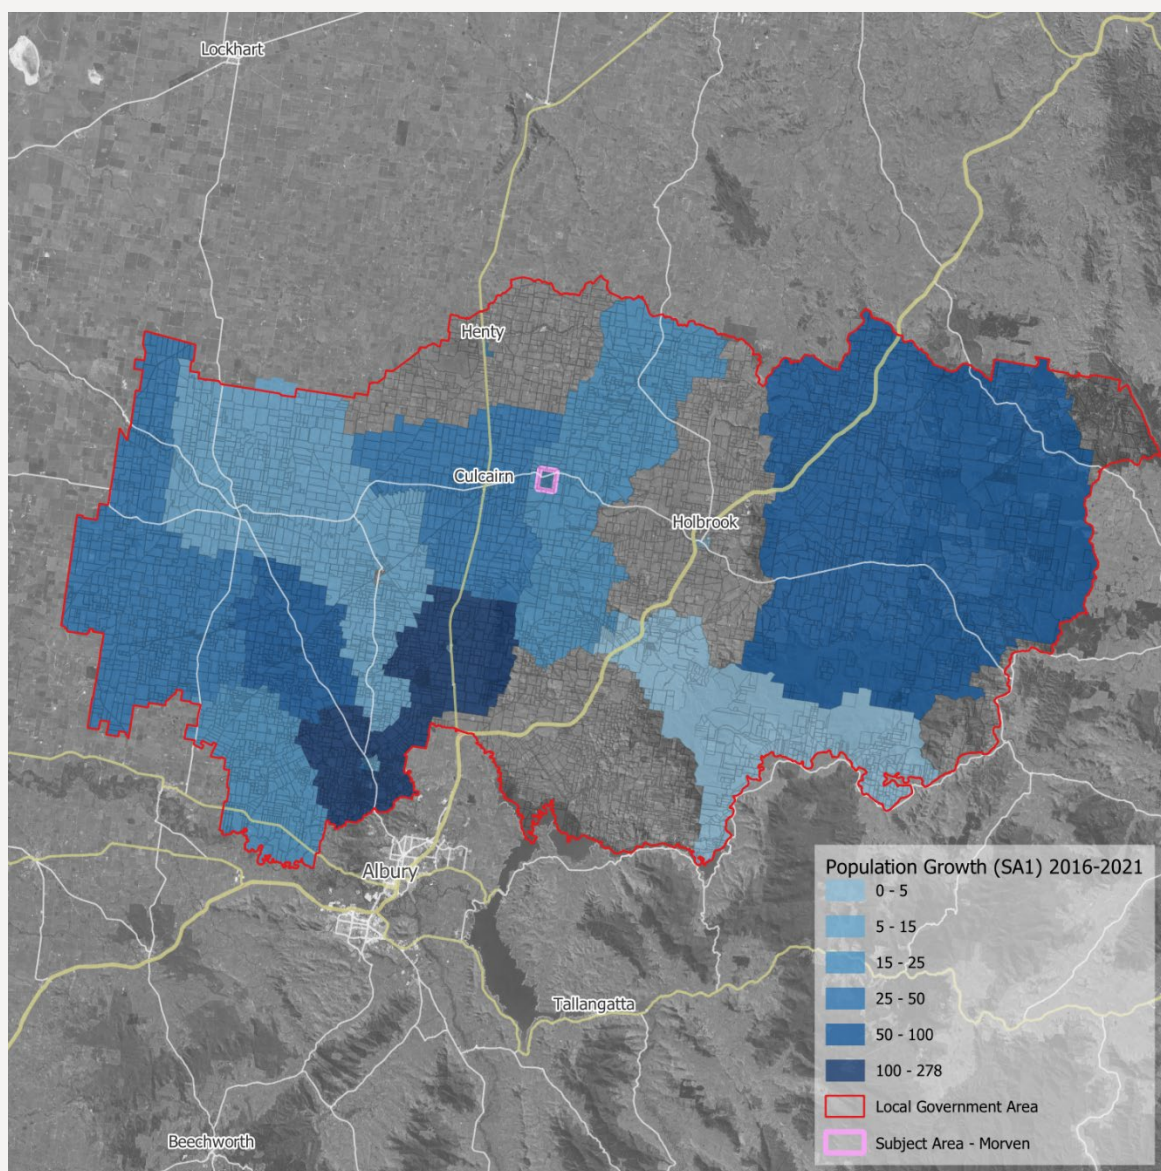 Lockhart
Henty
Culcairn
Holbrook
Albury
Tallangatta
Beechworth
Population Growth (SA1) 2016-2021
0 - 5
5 - 15
15 - 25
25 - 50
50 - 100
100 - 278
Local Government Area
Subject Area - Morven